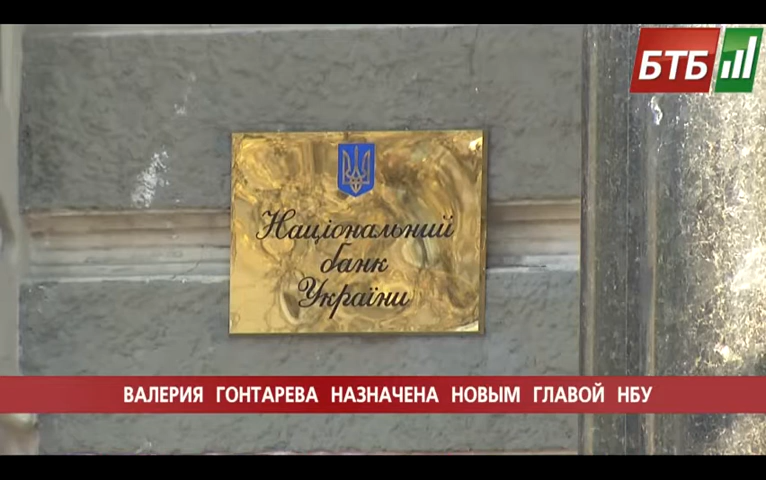 БТБ
Національний
банк
України
ВАЛЕРИЯ ГОНТАРЕВА НАЗНАЧЕНА НОВЫМ ГЛАВОЙ НБУ